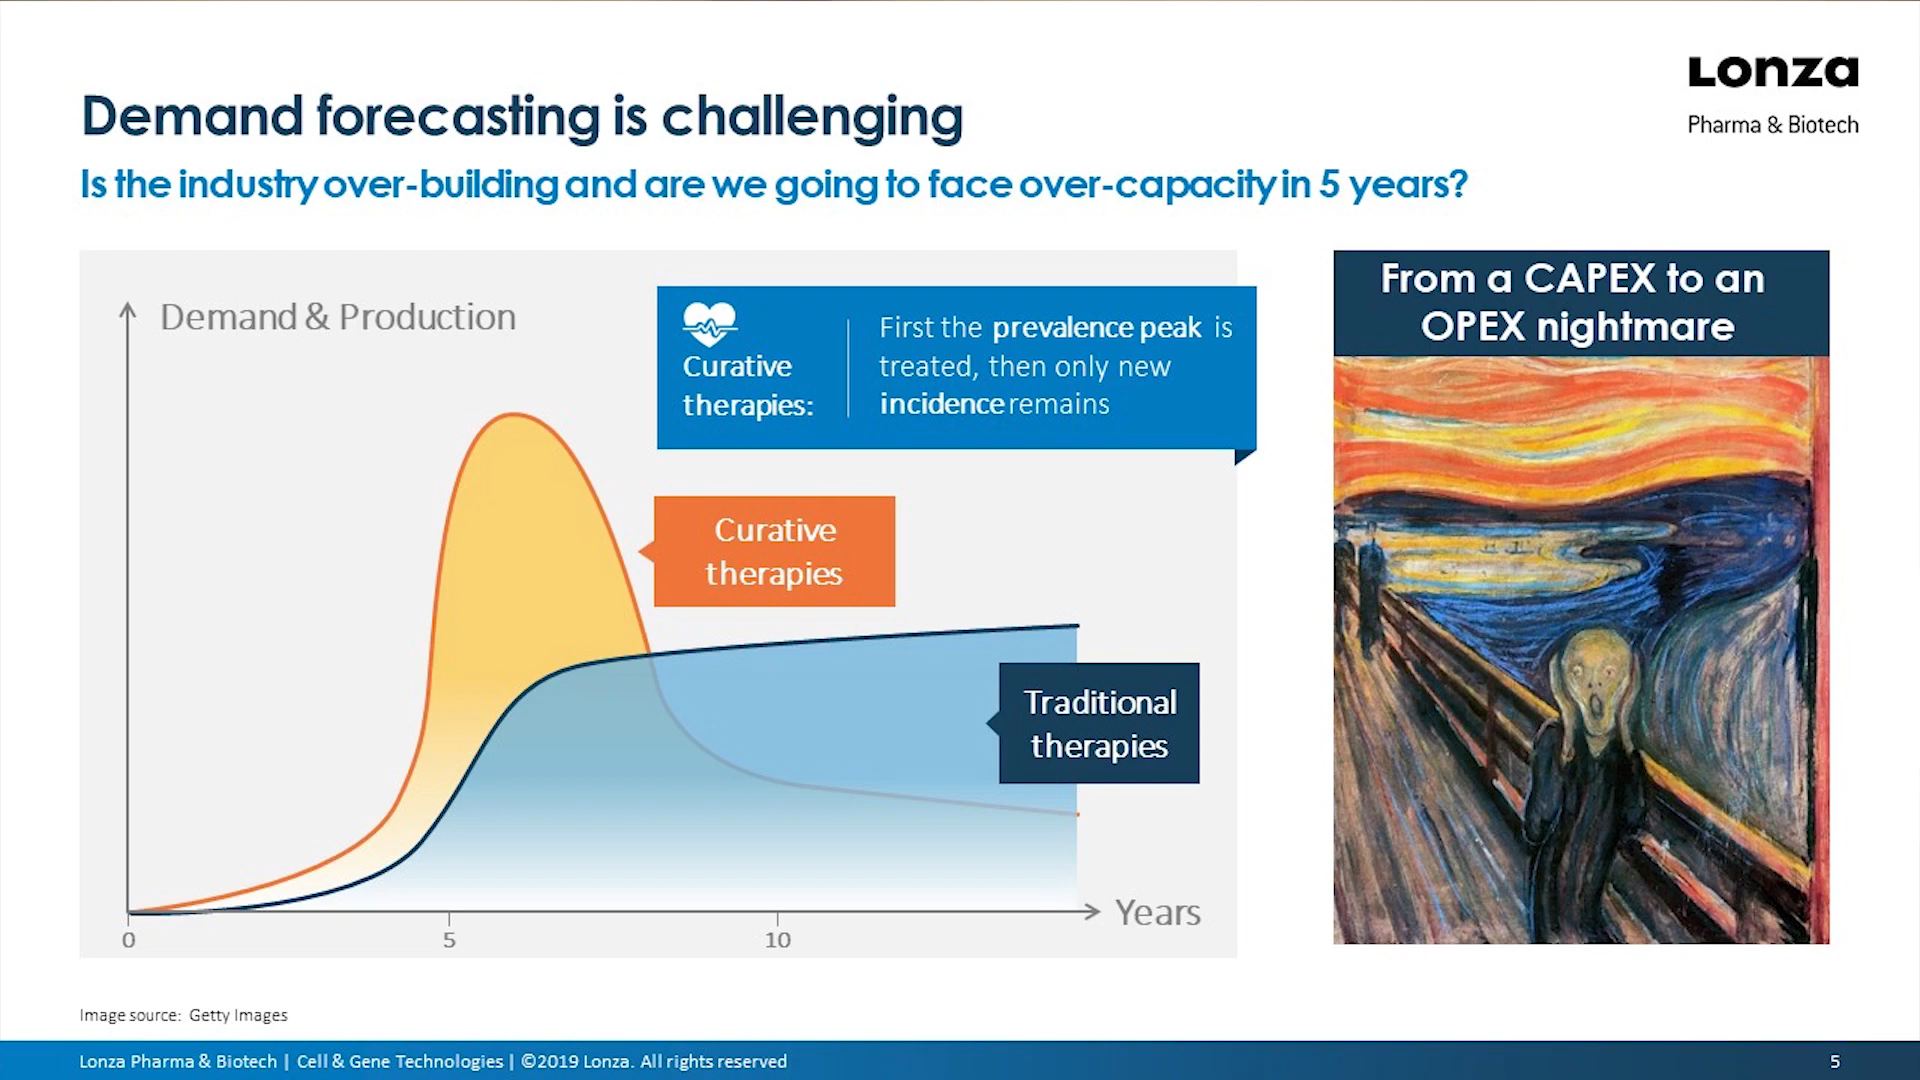 Lonza
Pharma & Biotech
Demand forecasting is challenging
Is the industry over-building and are we going to face over-capacity in 5 years?
Demand & Production
Curative
therapies:
First the prevalence peak is
treated, then only new
incidence remains
Curative
therapies
Traditional
therapies
Years
0
5
10
From a CAPEX to an
OPEX nightmare
Image source: Getty Images
Lonza Pharma & Biotech | Cell & Gene Technologies | ©2019 Lonza. All rights reserved
5